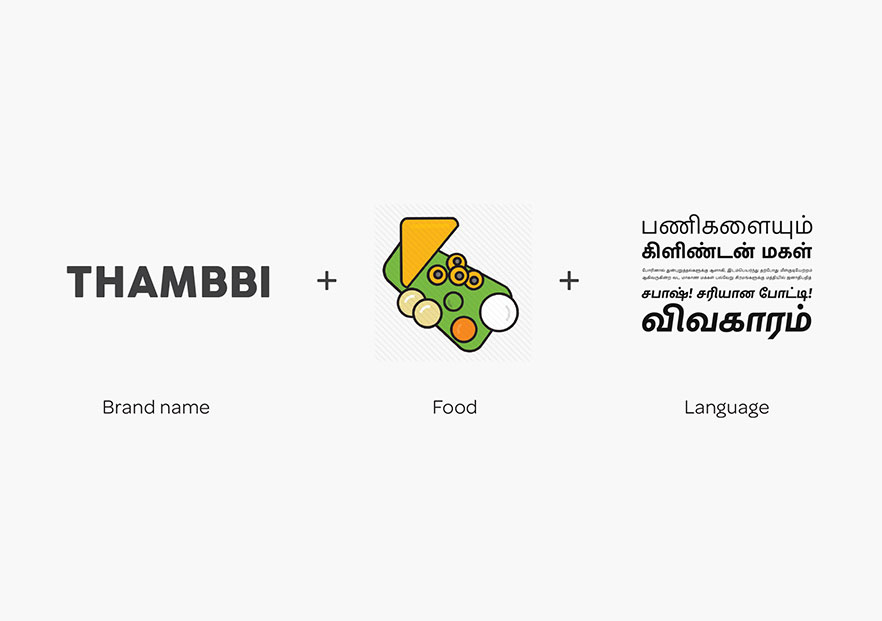 THAMBBI
+
+
பணிகளையும்
கிளிண்டன் மகள்
சபாஷ்! சரியான போட்டி!
விவகாரம்
Brand name
Food
Language